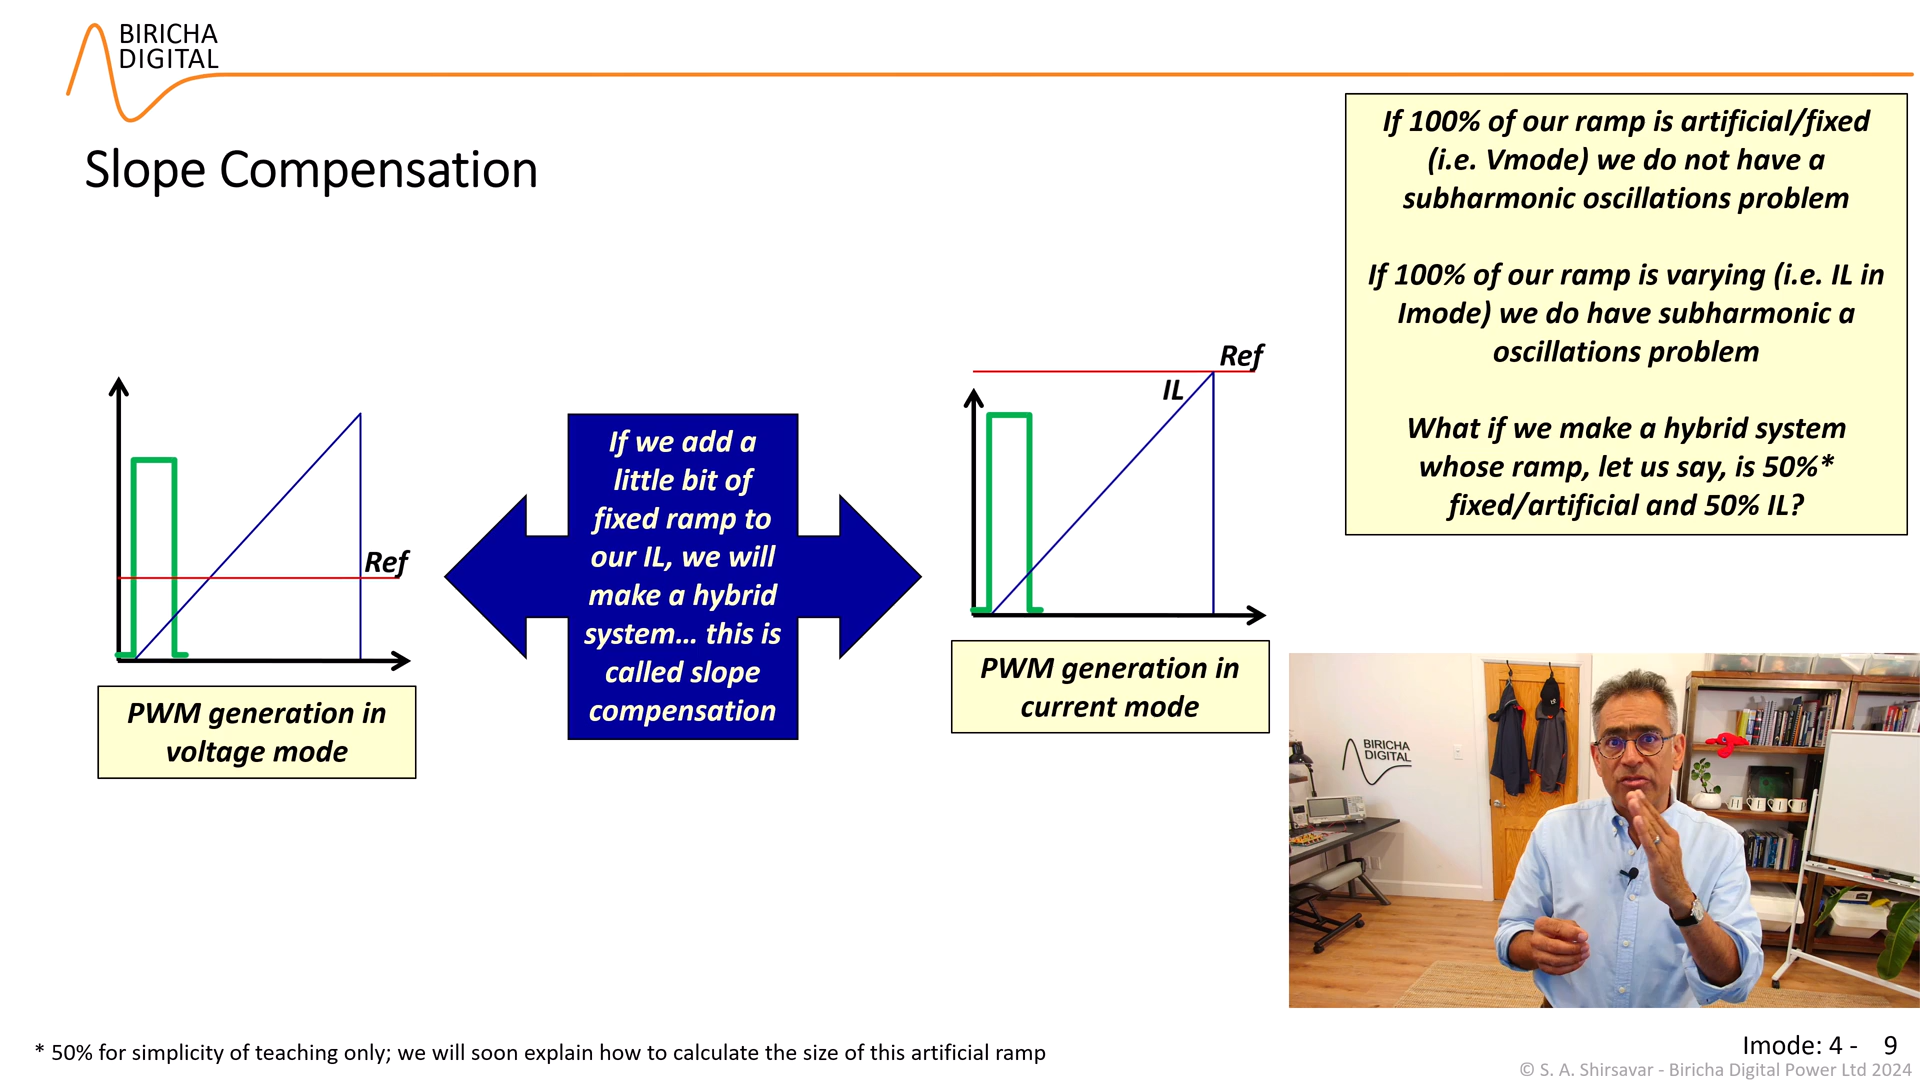 BIRICHA
DIGITAL
Slope Compensation
If 100% of our ramp is artificial/fixed
(i.e. Vmode) we do not have a
subharmonic oscillations problem
If 100% of our ramp is varying (i.e. IL in
Imode) we do have subharmonic a
oscillations problem
What if we make a hybrid system
whose ramp, let us say, is 50%*
fixed/artificial and 50% IL?
Ref
PWM generation in
voltage mode
If we add a
little bit of
fixed ramp to
our IL, we will
make a hybrid
system... this is
called slope
compensation
Ref
IL
PWM generation in
current mode
BIRICHA
DIGITAL
* 50% for simplicity of teaching only; we will soon explain how to calculate the size of this artificial ramp
Imode: 4 - 9
© S. A. Shirsavar - Biricha Digital Power Ltd 2024